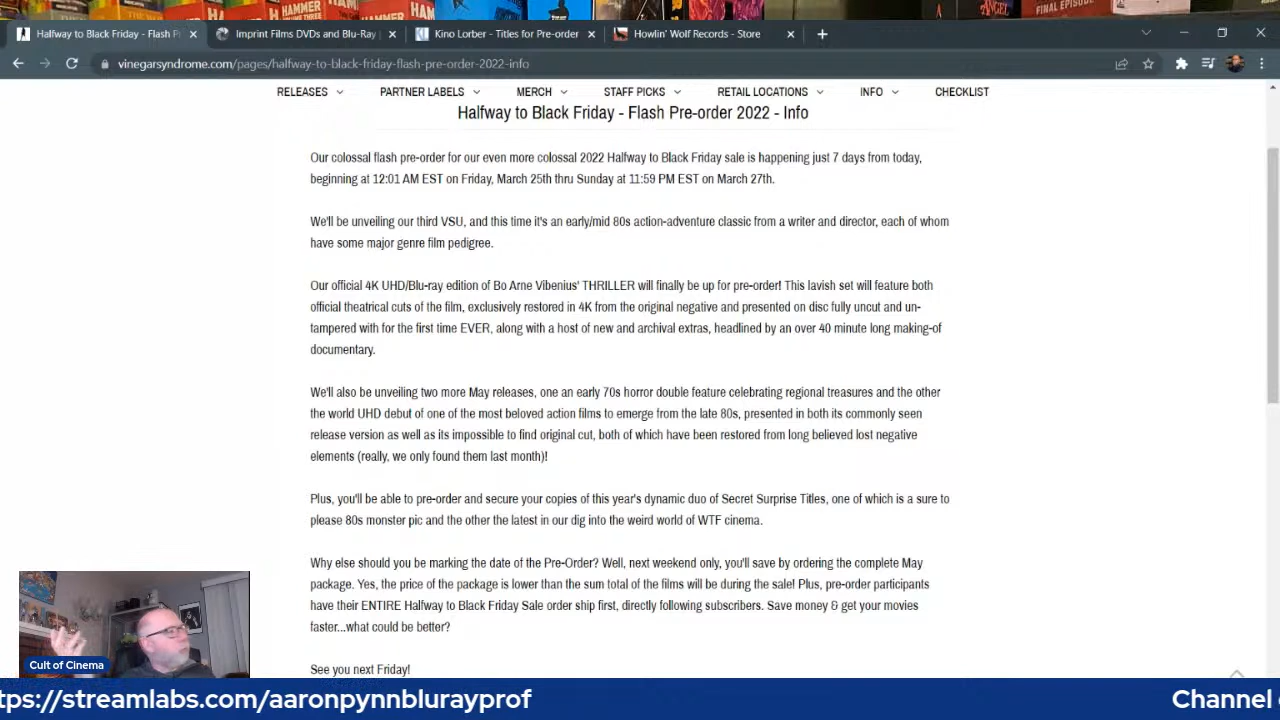 HAMMER
HAMMER
ANGEL
FINAL EPISODE
Halfway to Black Friday - Flash P
Imprint Films DVDs and Blu-Ray
Kino Lorber - Titles for Pre-order
Howlin' Wolf Records - Store
vinegarsyndrome.com/pages/halfway-to-black-friday-flash-pre-order-2022-info
RELEASES PARTNER LABELS MERCH STAFF PICKS RETAIL LOCATIONS INFO CHECKLIST
Halfway to Black Friday - Flash Pre-order 2022 - Info
Our colossal flash pre-order for our even more colossal 2022 Halfway to Black Friday sale is happening just 7 days from today,
beginning at 12:01 AM EST on Friday, March 25th thru Sunday at 11:59 PM EST on March 27th.
We'll be unveiling our third VSU, and this time it's an early/mid 80s action-adventure classic from a writer and director, each of whom
have some major genre film pedigree.
Our official 4K UHD/Blu-ray edition of Bo Arne Vibenius' THRILLER will finally be up for pre-order! This lavish set will feature both
official theatrical cuts of the film, exclusively restored in 4K from the original negative and presented on disc fully uncut and un-
tampered with for the first time EVER, along with a host of new and archival extras, headlined by an over 40 minute long making-of
documentary.
We'll also be unveiling two more May releases, one an early 70s horror double feature celebrating regional treasures and the other
the world UHD debut of one of the most beloved action films to emerge from the late 80s, presented in both its commonly seen
release version as well as its impossible to find original cut, both of which have been restored from long believed lost negative
elements (really, we only found them last month)!
Plus, you'll be able to pre-order and secure your copies of this year's dynamic duo of Secret Surprise Titles, one of which is a sure to
please 80s monster pic and the other the latest in our dig into the weird world of WTF cinema.
Why else should you be marking the date of the Pre-Order? Well, next weekend only, you'll save by ordering the complete May
package. Yes, the price of the package is lower than the sum total of the films will be during the sale! Plus, pre-order participants
have their ENTIRE Halfway to Black Friday Sale order ship first, directly following subscribers. Save money & get your movies
faster...what could be better?
See you next Friday!
Cult of Cinema
tps://streamlabs.com/aaronpynnblurayprof
Channel